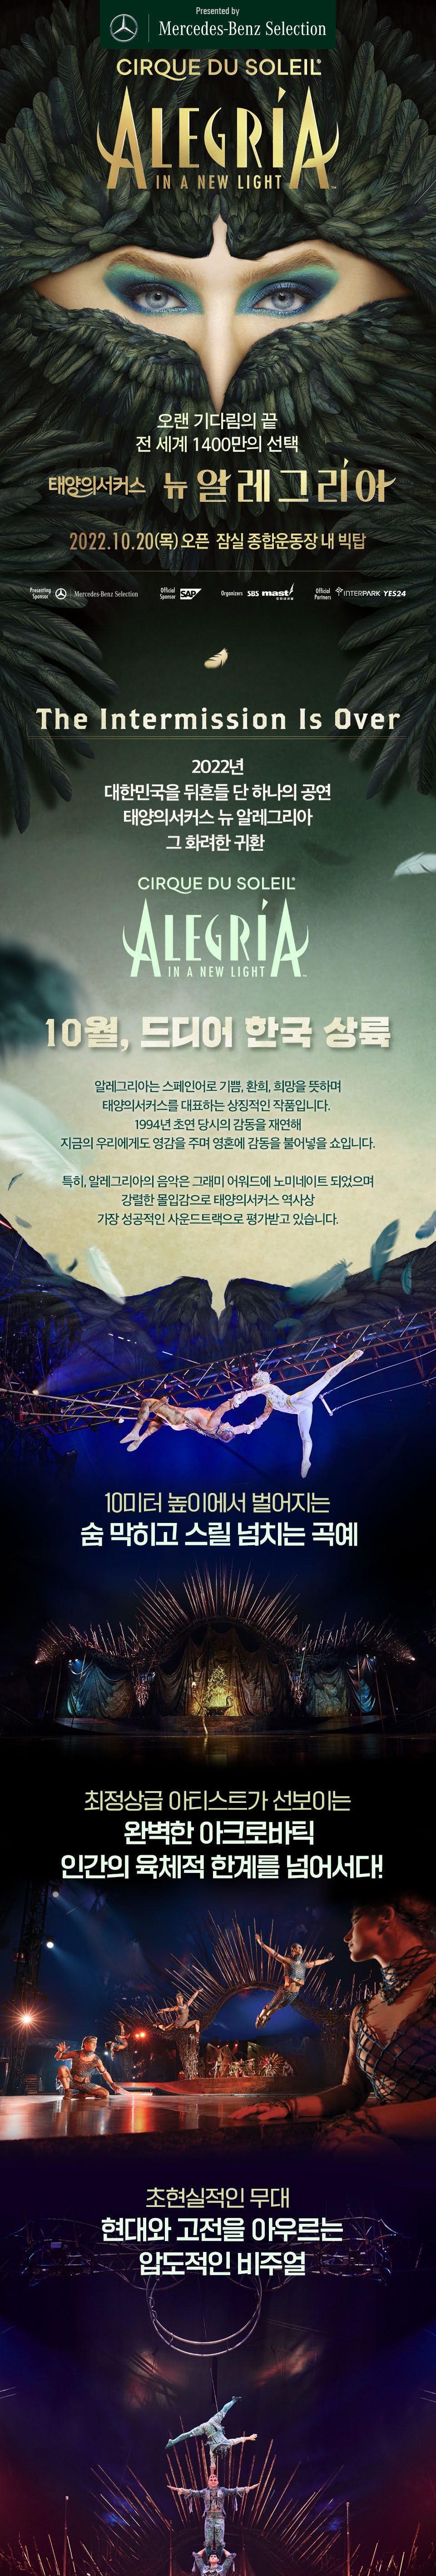 Presented by
Mercedes-Benz Selection
CIRQUE DU SOLEIL®
ALEGRÍA
IN A NEW LIGHT™
오랜 기다림의 끝
전 세계 1400만의 선택
태양의서커스 뉴 알레그리아
2022.10.20(목) 오픈 잠실 종합운동장 내 빅탑
Presenting Sponsor Mercedes-Benz Selection Official Sponsor SAP Organizers SBS mast Official Partners INTERPARK YES24
The Intermission Is Over
2022년
대한민국을 뒤흔들 단 하나의 공연
태양의서커스 뉴 알레그리아
그 화려한 귀환
CIRQUE DU SOLEIL®
ALEGRÍA
IN A NEW LIGHT™
10월, 드디어 한국 상륙
알레그리아는 스페인어로 기쁨, 환희, 희망을 뜻하며
태양의서커스를 대표하는 상징적인 작품입니다.
1994년 초연 당시의 감동을 재연해
지금의 우리에게도 영감을 주며 영혼에 감동을 불어넣을 쇼입니다.
특히, 알레그리아의 음악은 그래미 어워드에 노미네이트 되었으며
강렬한 몰입감으로 태양의서커스 역사상
가장 성공적인 사운드트랙으로 평가받고 있습니다.
10미터 높이에서 벌어지는
숨 막히고 스릴 넘치는 곡예
최정상급 아티스트가 선보이는
완벽한 아크로바틱
인간의 육체적 한계를 넘어서다!
초현실적인 무대
현대와 고전을 아우르는
압도적인 비주얼